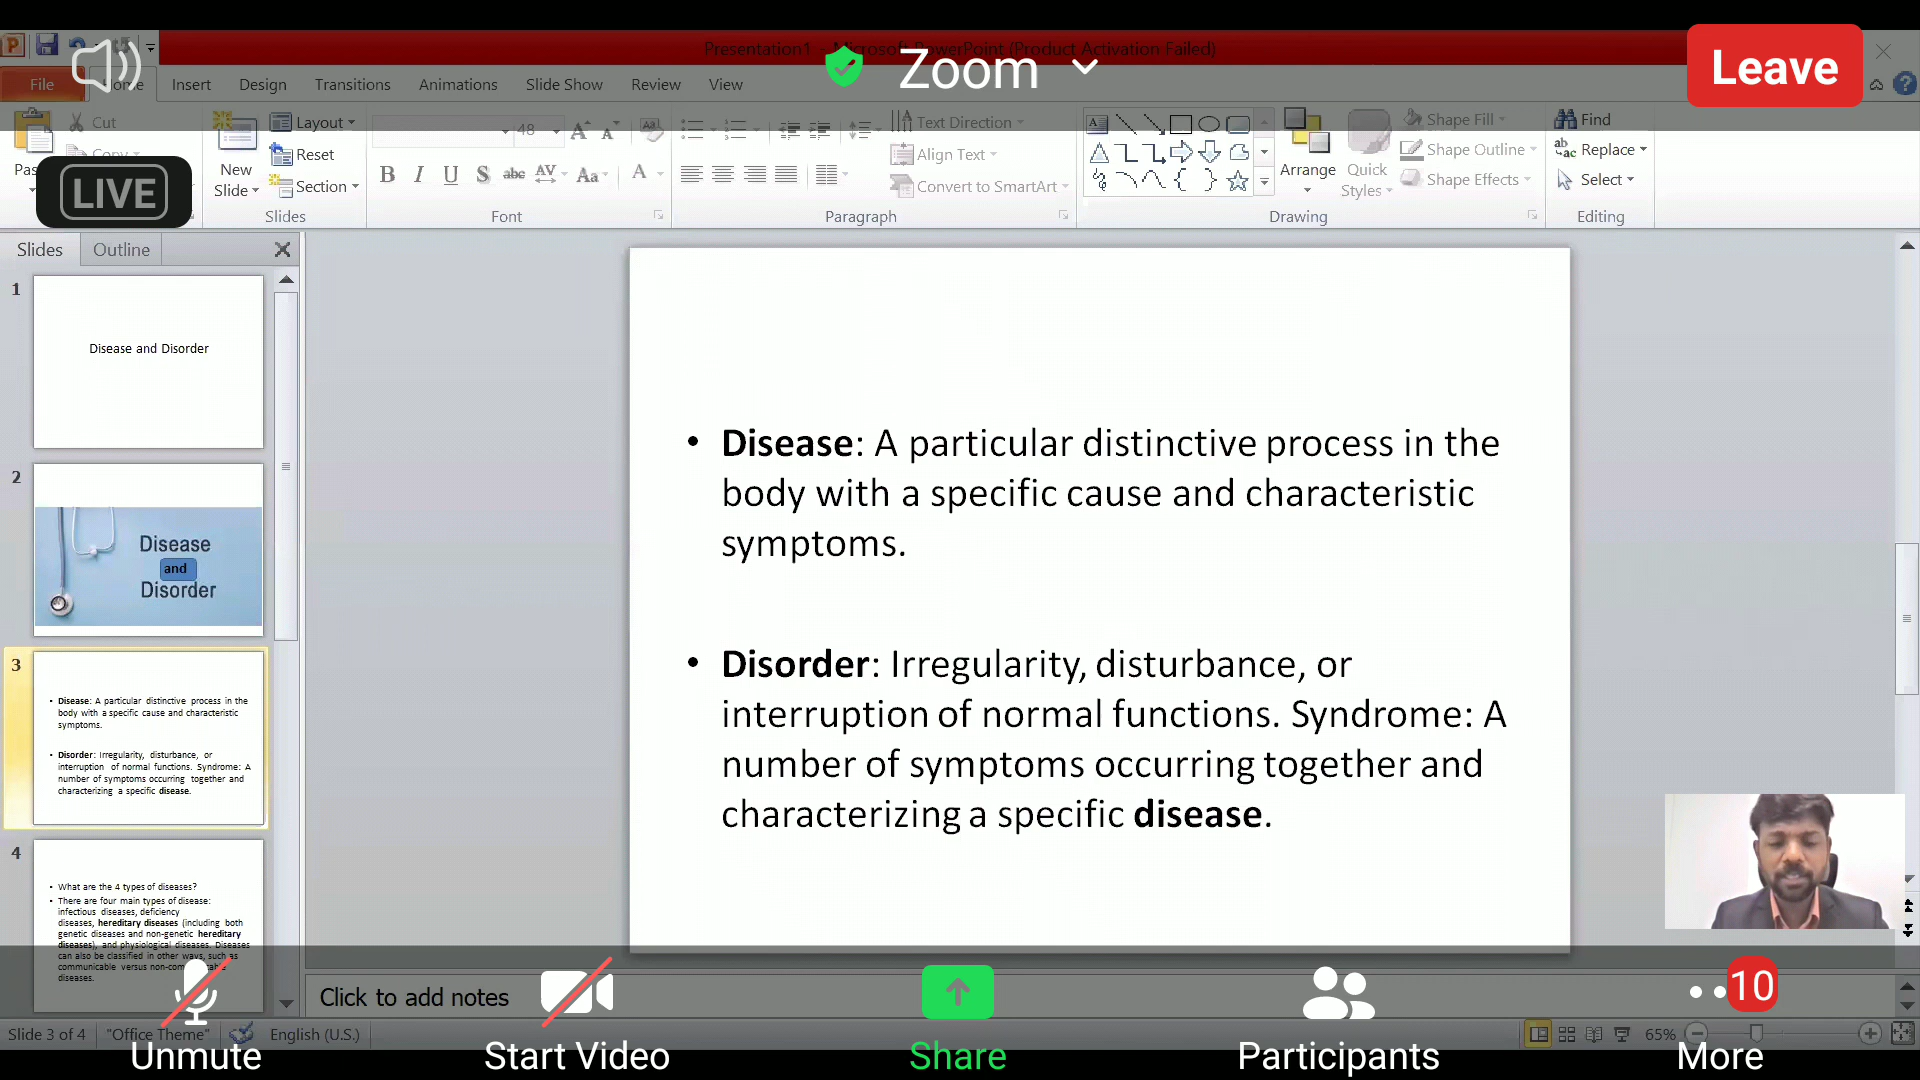 Presentation1 - Microsoft PowerPoint (Product Activation Failed)
Zoom
Leave
File
Home
Insert
Design
Transitions
Animations
Slide Show
Review
View
LIVE
Cut
Copy
New
Slide
Layout
Reset
Section
Slides
48
B I U S abc AV Aa A
Font
Text Direction
Align Text
Convert to SmartArt
Paragraph
Arrange
Quick
Styles
Shape Fill
Shape Outline
Shape Effects
Drawing
Find
Replace
Select
Editing
Slides
Outline
1
Disease and Disorder
2
Disease
and
Disorder
3
• Disease: A particular distinctive process in the
body with a specific cause and characteristic
symptoms.
• Disorder: Irregularity, disturbance, or
interruption of normal functions. Syndrome: A
number of symptoms occurring together and
characterizing a specific disease.
4
• What are the 4 types of diseases?
• There are four main types of disease:
infectious diseases, deficiency
diseases, hereditary diseases (including both
genetic diseases and non-genetic hereditary
diseases), and physiological diseases. Diseases
can also be classified in other ways, such as
communicable versus
diseases.
• Disease: A particular distinctive process in the
body with a specific cause and characteristic
symptoms.
• Disorder: Irregularity, disturbance, or
interruption of normal functions. Syndrome: A
number of symptoms occurring together and
characterizing a specific disease.
Click to add notes
Slide 3 of 4
"Office Theme"
English (U.S.)
65%
Unmute
Start Video
Share
Participants
10
More